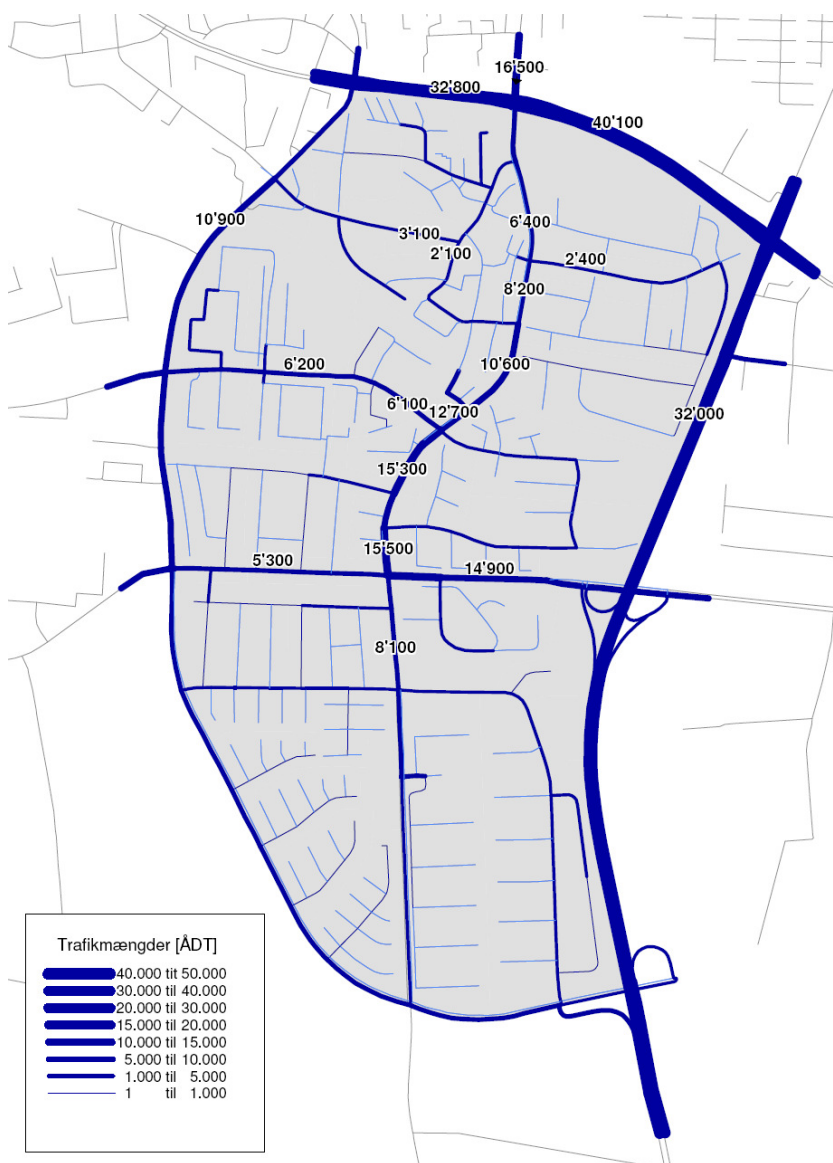 16'500
32'800
40'100
10'900
6'400
3'100
2'100
2'400
8'200
6'200
10'600
6'100
12'700
32'000
15'300
15'500
5'300
14'900
8'100
Trafikmængder [ÅDT]
40.000 tit 50.000
30.000 til 40.000
20.000 til 30.000
15.000 til 20.000
10.000 til 15.000
5.000 til 10.000
1.000 til 5.000
1 til 1.000